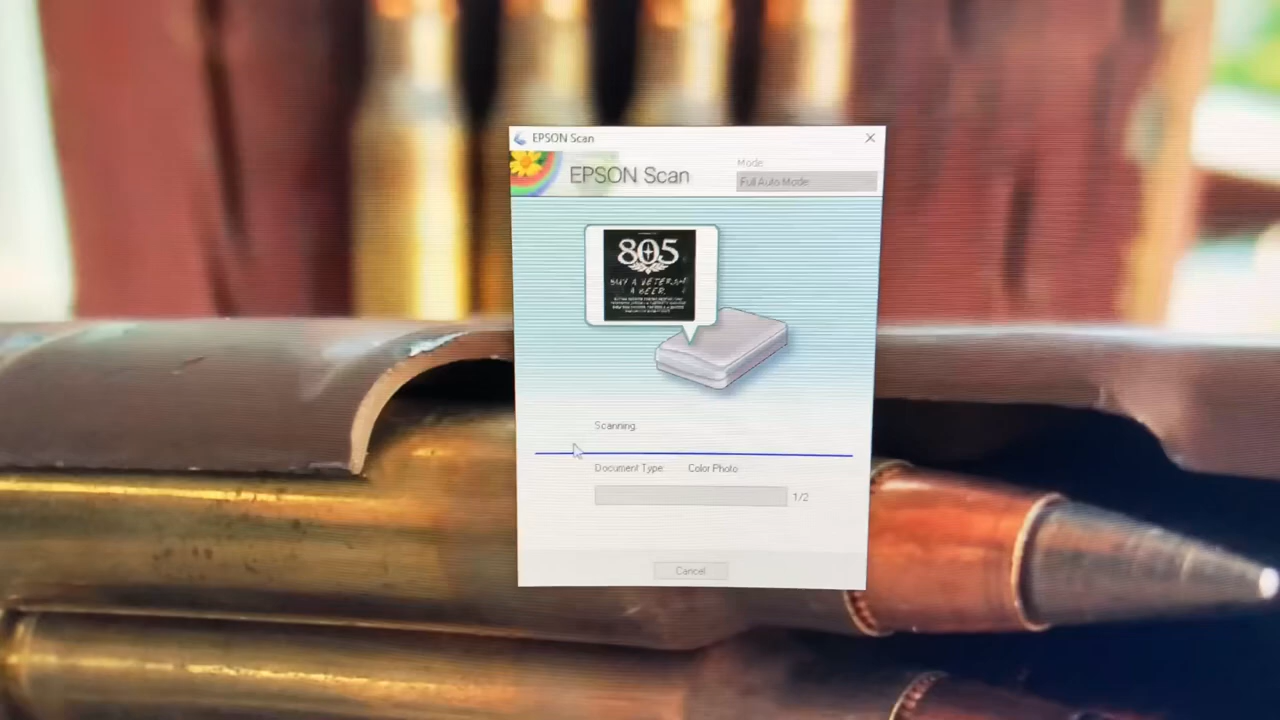 EPSON Scan
EPSON Scan
Mode:
Full Auto Mode
805
BUY A VETERAN
A BEER
Scanning
Document Type:
Color Photo
1/2
Cancel